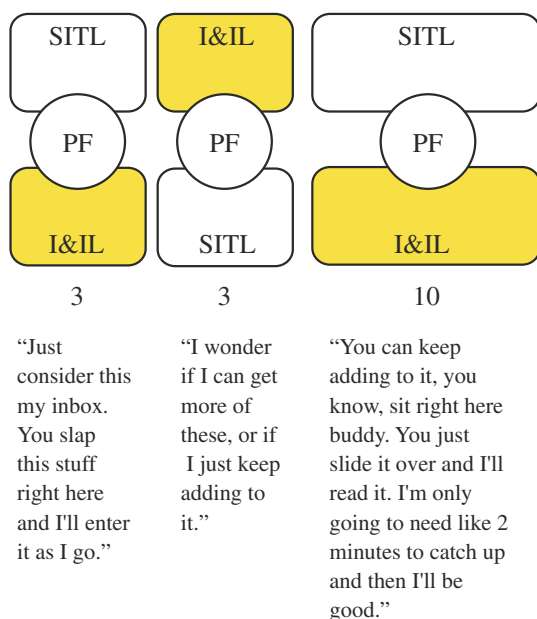 SITL
PF
I&IL
3
“Just
consider this
my inbox.
You slap
this stuff
right here
and I'll enter
it as I go.”
I&IL
PF
SITL
3
“I wonder
if I can get
more of
these, or if
I just keep
adding to
it.”
SITL
PF
I&IL
10
“You can keep
adding to it, you
know, sit right here
buddy. You just
slide it over and I'll
read it. I'm only
going to need like 2
minutes to catch up
and then I'll be
good.”